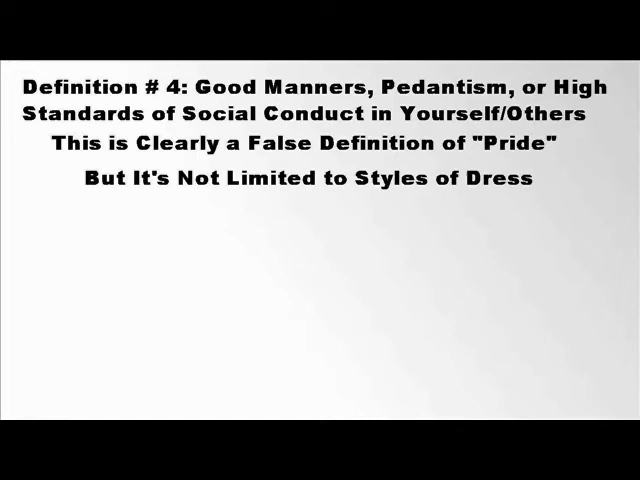 Definition # 4: Good Manners, Pedantism, or High
Standards of Social Conduct in Yourself/Others
This is Clearly a False Definition of "Pride"
But It's Not Limited to Styles of Dress